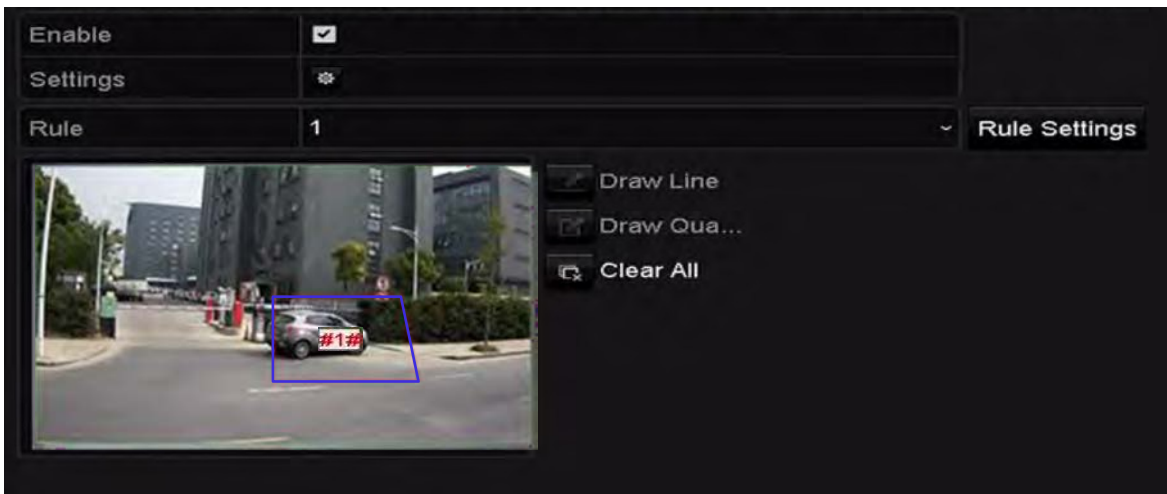 Enable
Settings
Rule 1 Rule Settings
Draw Line
Draw Qua...
Clear All
#1#